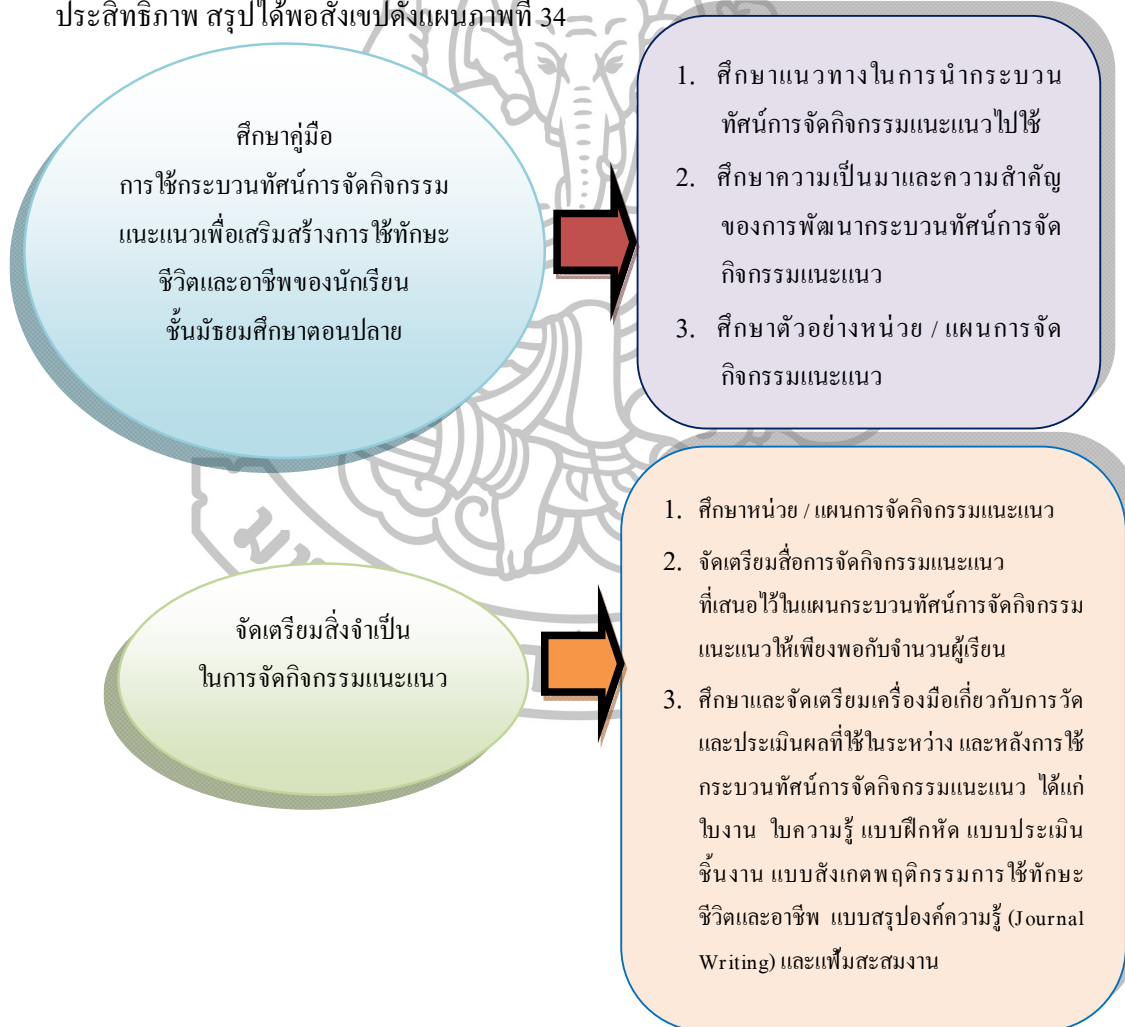 ประสิทธิภาพ สรุปได้พอสังเขปดังแผนภาพที่ 34
ศึกษาคู่มือ
การใช้กระบวนทัศน์การจัดกิจกรรม
แนะแนวเพื่อเสริมสร้างการใช้ทักษะ
ชีวิตและอาชีพของนักเรียน
ชั้นมัธยมศึกษาตอนปลาย
1. ศึกษาแนวทางในการนำกระบวน
ทัศน์การจัดกิจกรรมแนะแนวไปใช้
2. ศึกษาความเป็นมาและความสำคัญ
ของการพัฒนากระบวนทัศน์การจัด
กิจกรรมแนะแนว
3. ศึกษาตัวอย่างหน่วย / แผนการจัด
กิจกรรมแนะแนว
จัดเตรียมสิ่งจำเป็น
ในการจัดกิจกรรมแนะแนว
1. ศึกษาหน่วย / แผนการจัดกิจกรรมแนะแนว
2. จัดเตรียมสื่อการจัดกิจกรรมแนะแนว
ที่เสนอไว้ในแผนกระบวนทัศน์การจัดกิจกรรม
แนะแนวให้เพียงพอกับจำนวนผู้เรียน
3. ศึกษาและจัดเตรียมเครื่องมือเกี่ยวกับการวัด
และประเมินผลที่ใช้ในระหว่าง และหลังการใช้
กระบวนทัศน์การจัดกิจกรรมแนะแนว ได้แก่
ใบงาน ใบความรู้ แบบฝึกหัด แบบประเมิน
ชิ้นงาน แบบสังเกตพฤติกรรมการใช้ทักษะ
ชีวิตและอาชีพ แบบสรุปองค์ความรู้ (Journal
Writing) และแฟ้มสะสมงาน